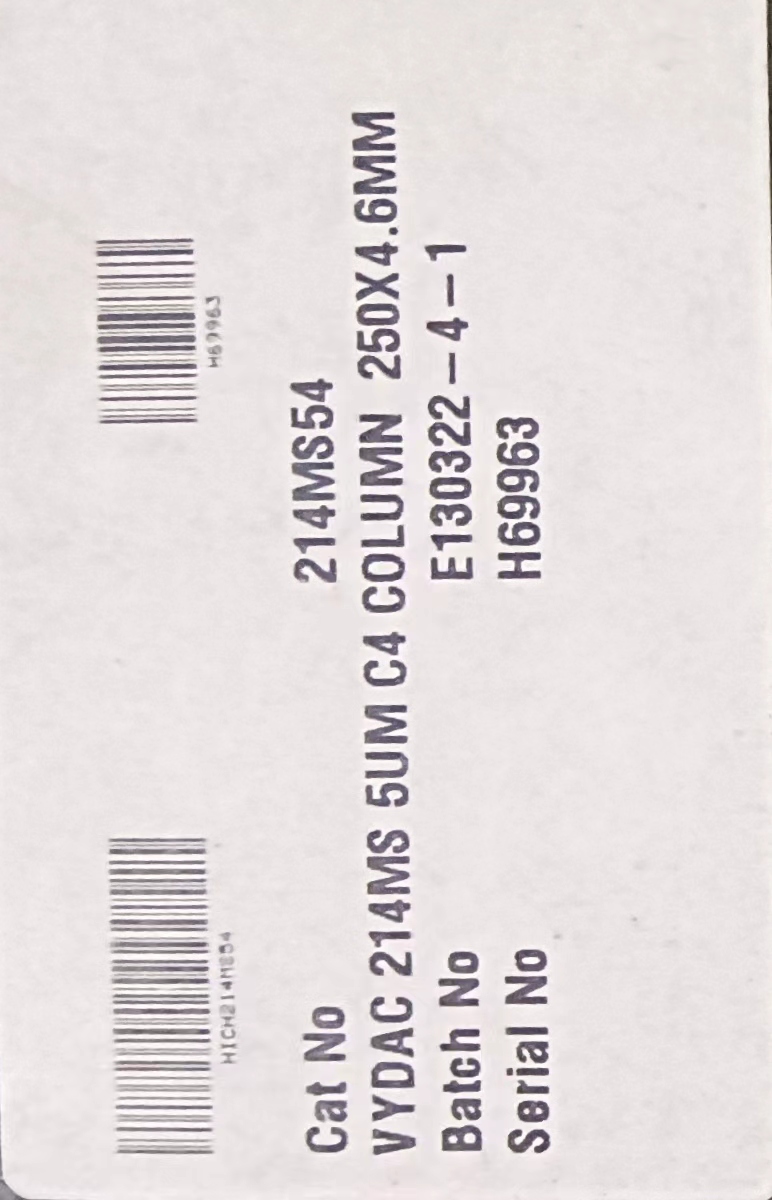 HICH214MS54 H69963
Cat No 214MS54
VYDAC 214MS 5UM C4 COLUMN 250X4.6MM
Batch No E130322-4-1
Serial No H69963